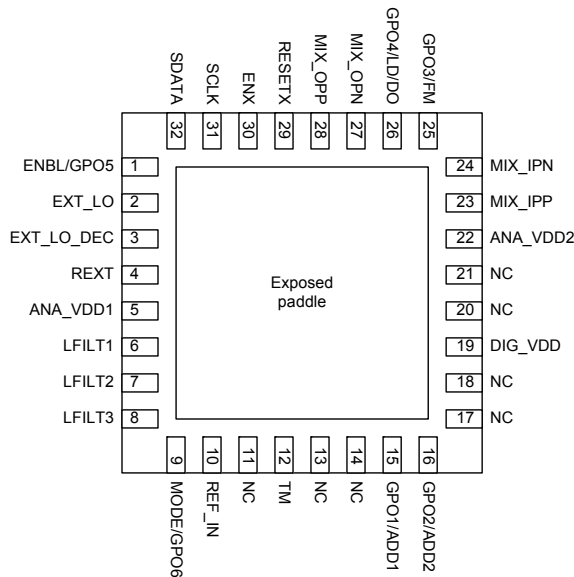 SDATA
SCLK
ENX
RESETX
MIX_OPP
MIX_OPN
GPO4/LD/DO
GPO3/FM
32
31
30
29
28
27
26
25
ENBL/GPO5 1
EXT_LO 2
EXT_LO_DEC 3
REXT 4
ANA_VDD1 5
LFILT1 6
LFILT2 7
LFILT3 8
Exposed
paddle
24 MIX_IPN
23 MIX_IPP
22 ANA_VDD2
21 NC
20 NC
19 DIG_VDD
18 NC
17 NC
9
10
11
12
13
14
15
16
MODE/GPO6
REF_IN
NC
TM
NC
NC
GPO1/ADD1
GPO2/ADD2